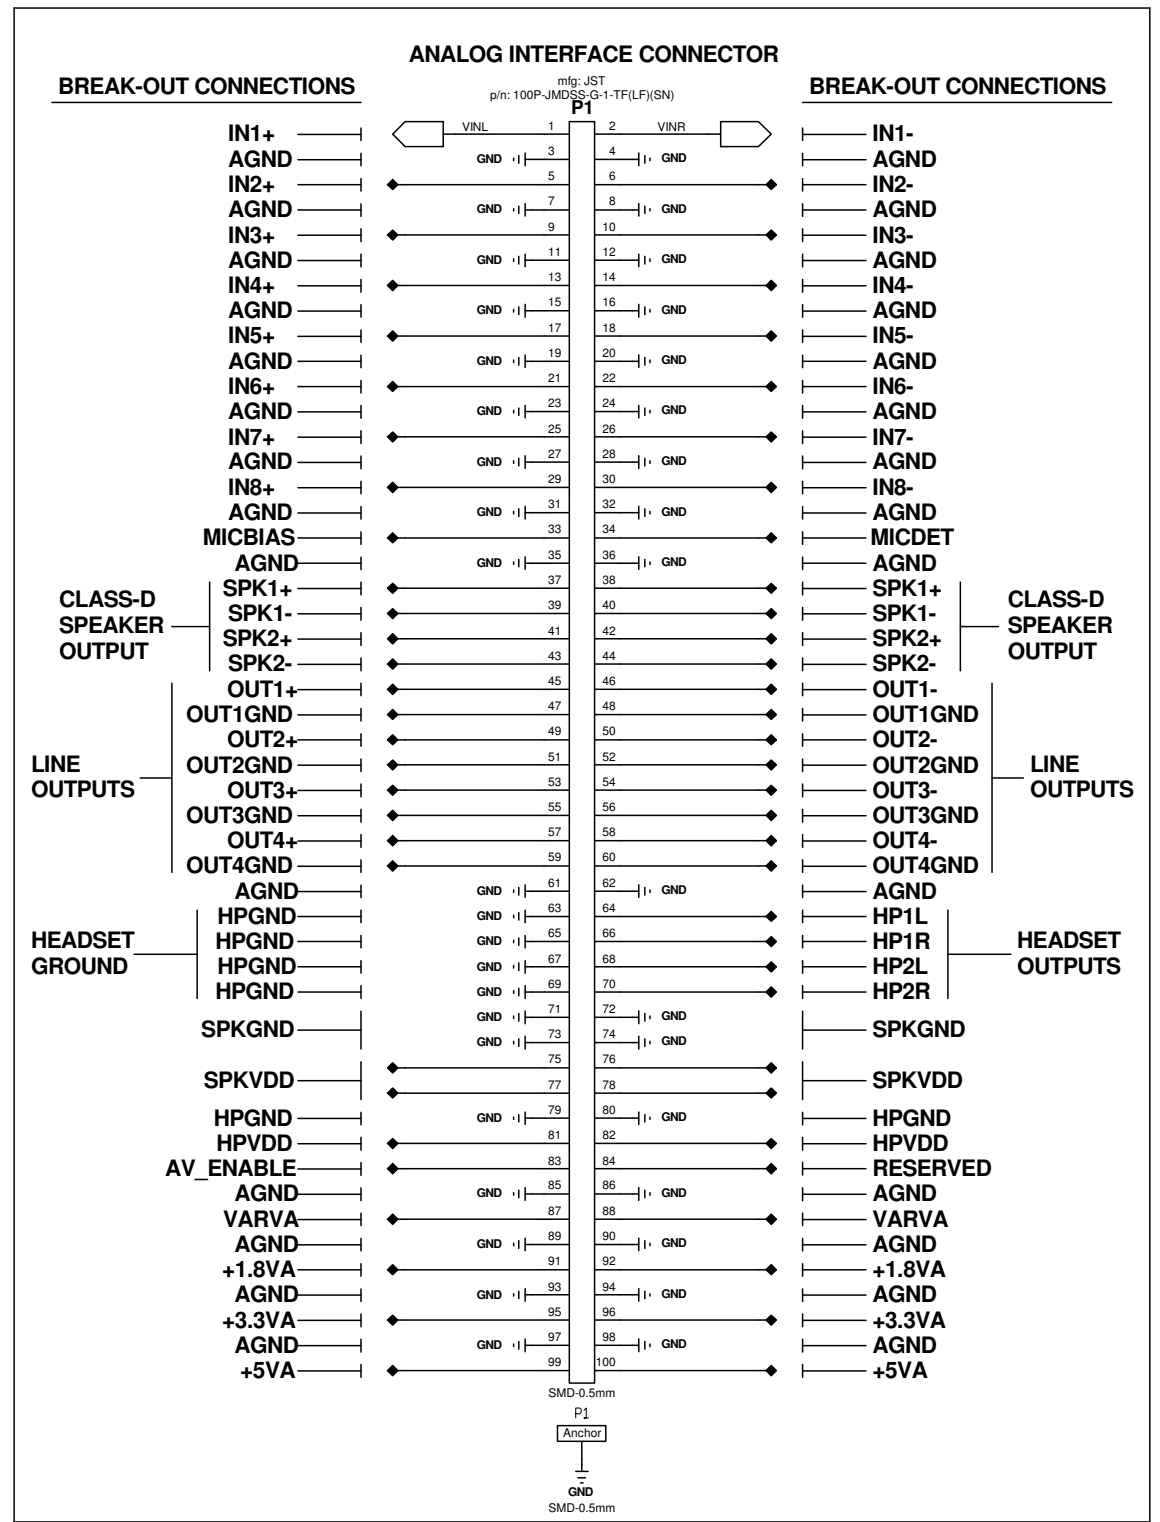 ANALOG INTERFACE CONNECTOR
mfg: JST
p/n: 100P-JMDSS-G-1-TF(LF)(SN)
P1
BREAK-OUT CONNECTIONS BREAK-OUT CONNECTIONS
IN1+ VINL 1 2 VINR IN1-
AGND GND 3 4 GND AGND
IN2+ 5 6 IN2-
AGND GND 7 8 GND AGND
IN3+ 9 10 IN3-
AGND GND 11 12 GND AGND
IN4+ 13 14 IN4-
AGND GND 15 16 GND AGND
IN5+ 17 18 IN5-
AGND GND 19 20 GND AGND
IN6+ 21 22 IN6-
AGND GND 23 24 GND AGND
IN7+ 25 26 IN7-
AGND GND 27 28 GND AGND
IN8+ 29 30 IN8-
AGND GND 31 32 GND AGND
MICBIAS 33 34 MICDET
AGND GND 35 36 GND AGND
CLASS-D
SPEAKER
OUTPUT
SPK1+ 37 38 SPK1+
SPK1- 39 40 SPK1-
SPK2+ 41 42 SPK2+
SPK2- 43 44 SPK2-
CLASS-D
SPEAKER
OUTPUT
LINE
OUTPUTS
OUT1+ 45 46 OUT1-
OUT1GND 47 48 OUT1GND
OUT2+ 49 50 OUT2-
OUT2GND 51 52 OUT2GND
OUT3+ 53 54 OUT3-
OUT3GND 55 56 OUT3GND
OUT4+ 57 58 OUT4-
OUT4GND 59 60 OUT4GND
LINE
OUTPUTS
AGND GND 61 62 GND AGND
HEADSET
GROUND
HPGND GND 63 64 HP1L
HPGND GND 65 66 HP1R
HPGND GND 67 68 HP2L
HPGND GND 69 70 HP2R
HEADSET
OUTPUTS
GND 71 72 GND
SPKGND SPKGND
GND 73 74 GND
75 76
SPKVDD SPKVDD
77 78
HPGND GND 79 80 GND HPGND
HPVDD 81 82 HPVDD
AV_ENABLE 83 84 RESERVED
AGND GND 85 86 GND AGND
VARVA 87 88 VARVA
AGND GND 89 90 GND AGND
+1.8VA 91 92 +1.8VA
AGND GND 93 94 GND AGND
+3.3VA 95 96 +3.3VA
AGND GND 97 98 GND AGND
+5VA 99 100 +5VA
SMD-0.5mm
P1
Anchor
GND
SMD-0.5mm